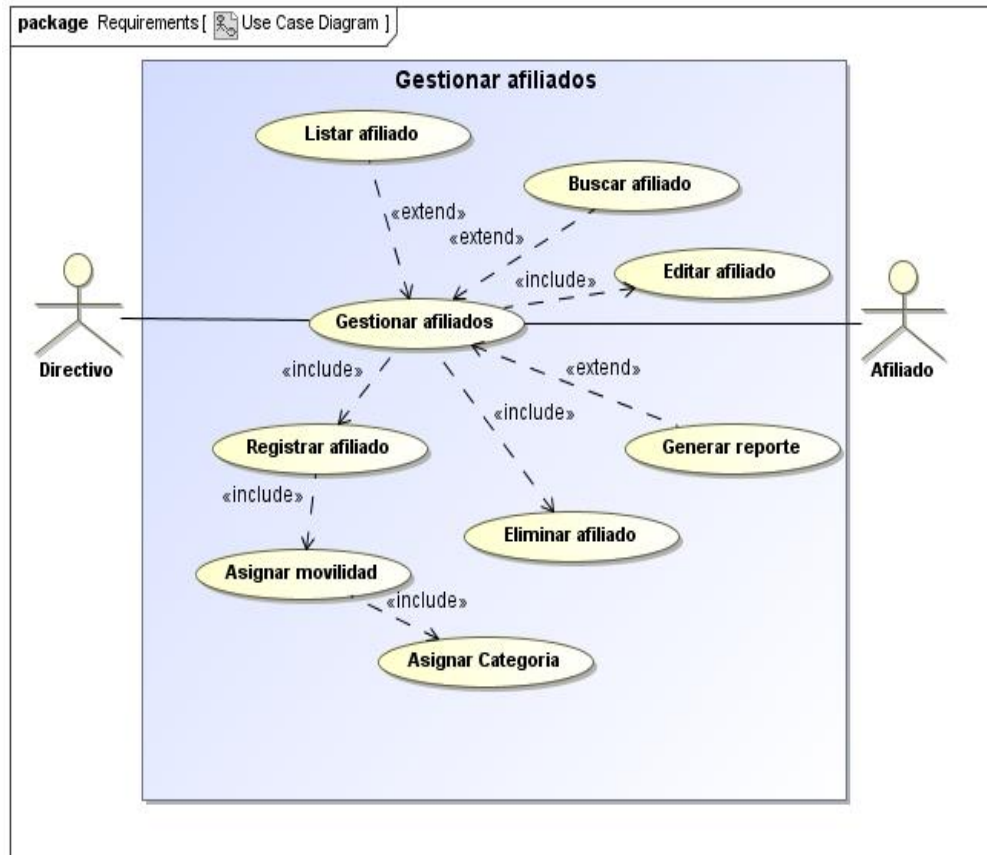 package Requirements [ Use Case Diagram ]
Gestionar afiliados
Listar afiliado
Buscar afiliado
«extend»
«extend»
Editar afiliado
«include»
Gestionar afiliados
Directivo
Afiliado
«include»
«extend»
«include»
Registrar afiliado
Generar reporte
«include»
Eliminar afiliado
Asignar movilidad
«include»
Asignar Categoria